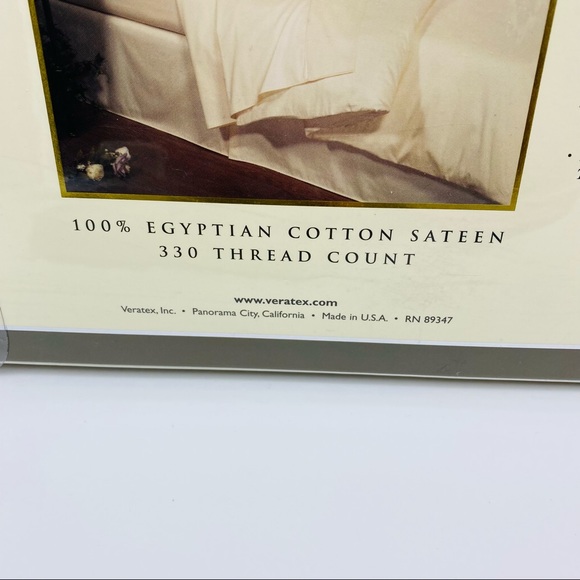 100% EGYPTIAN COTTON SATEEN
330 THREAD COUNT
www.veratex.com
Veratex, Inc. • Panorama City, California • Made in U.S.A. • RN 89347